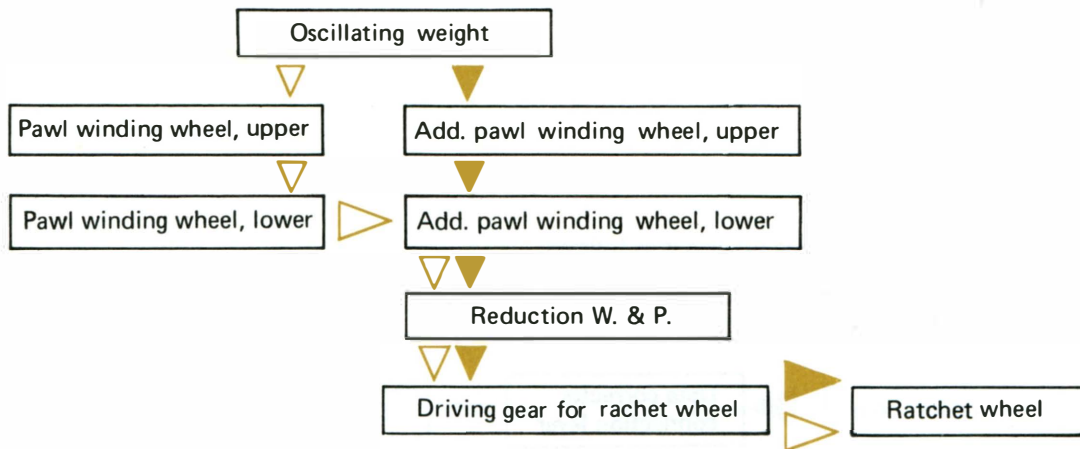 Oscillating weight
Pawl winding wheel, upper
Add. pawl winding wheel, upper
Pawl winding wheel, lower
Add. pawl winding wheel, lower
Reduction W. & P.
Driving gear for rachet wheel
Ratchet wheel